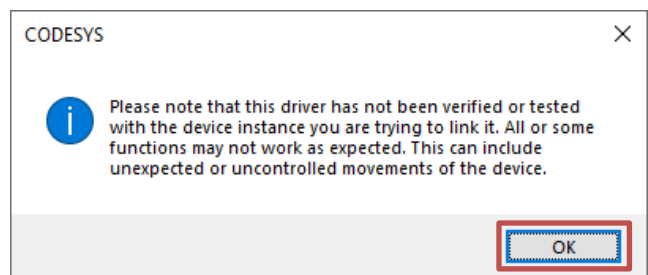 CODESYS
Please note that this driver has not been verified or tested
with the device instance you are trying to link it. All or some
functions may not work as expected. This can include
unexpected or uncontrolled movements of the device.
OK